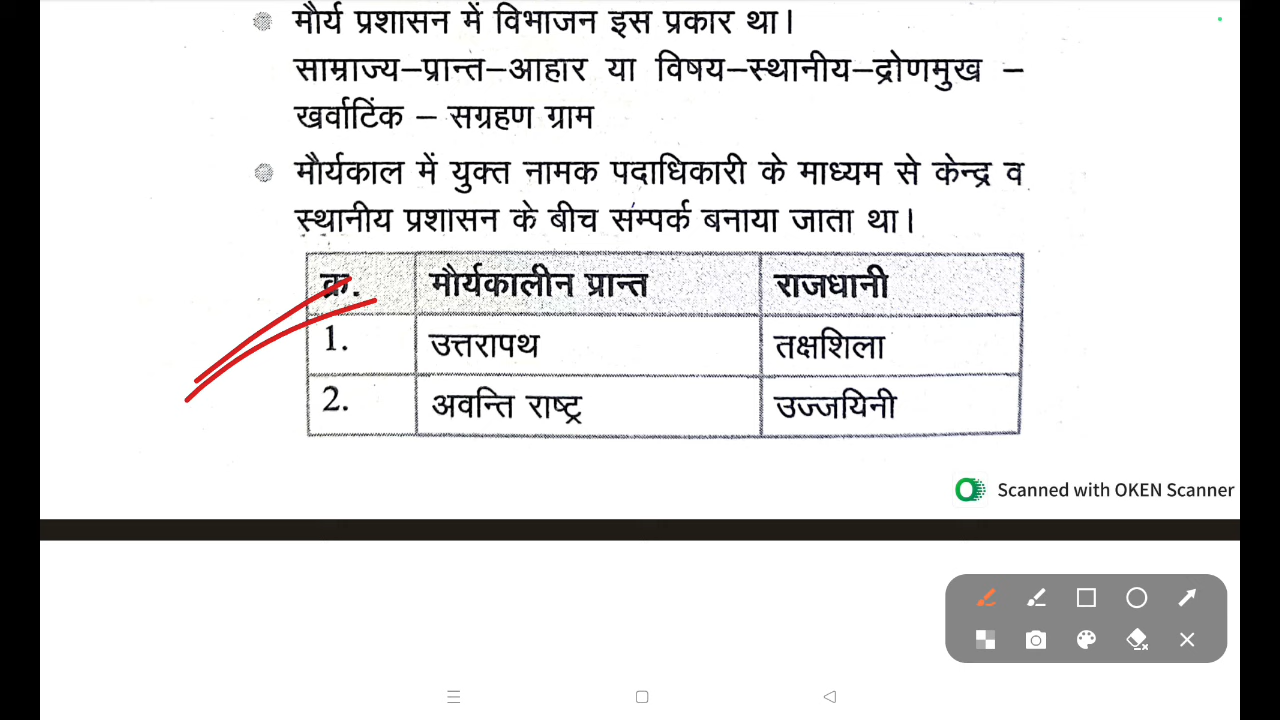 मौर्य प्रशासन में विभाजन इस प्रकार था।
साम्राज्य–प्रान्त–आहार या विषय–स्थानीय–द्रोणमुख –
खर्वाटिंक – सग्रहण ग्राम
मौर्यकाल में युक्त नामक पदाधिकारी के माध्यम से केन्द्र व
स्थानीय प्रशासन के बीच सम्पर्क बनाया जाता था।
क्र. मौर्यकालीन प्रान्त राजधानी
1. उत्तरापथ तक्षशिला
2. अवन्ति राष्ट्र उज्जयिनी
Scanned with OKEN Scanner